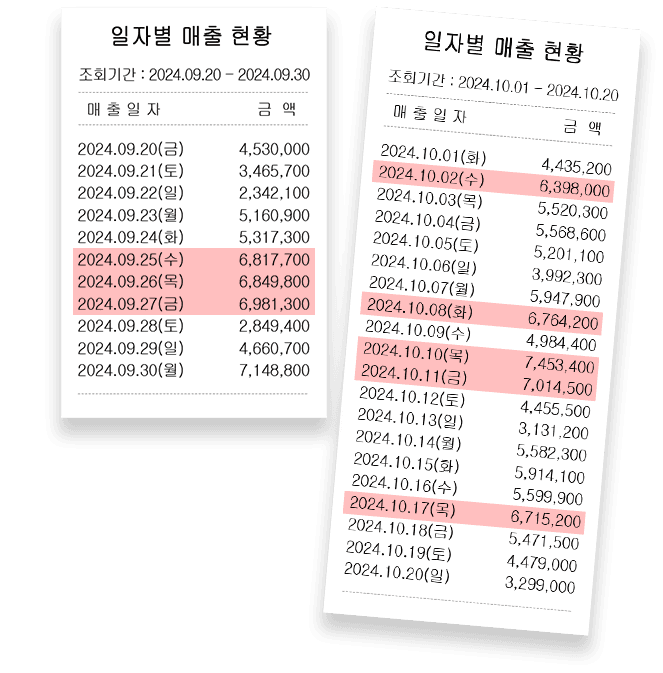 일자별 매출 현황
조회기간 : 2024.09.20 - 2024.09.30
매 출 일 자 금 액
2024.09.20(금) 4,530,000
2024.09.21(토) 3,465,700
2024.09.22(일) 2,342,100
2024.09.23(월) 5,160,900
2024.09.24(화) 5,317,300
2024.09.25(수) 6,817,700
2024.09.26(목) 6,849,800
2024.09.27(금) 6,981,300
2024.09.28(토) 2,849,400
2024.09.29(일) 4,660,700
2024.09.30(월) 7,148,800
일자별 매출 현황
조회기간 : 2024.10.01 - 2024.10.20
매 출 일 자 금 액
2024.10.01(화) 4,435,200
2024.10.02(수) 6,398,000
2024.10.03(목) 5,520,300
2024.10.04(금) 5,568,600
2024.10.05(토) 5,201,100
2024.10.06(일) 3,992,300
2024.10.07(월) 5,947,900
2024.10.08(화) 6,764,200
2024.10.09(수) 4,984,400
2024.10.10(목) 7,453,400
2024.10.11(금) 7,014,500
2024.10.12(토) 4,455,500
2024.10.13(일) 3,131,200
2024.10.14(월) 5,582,300
2024.10.15(화) 5,914,100
2024.10.16(수) 5,599,900
2024.10.17(목) 6,715,200
2024.10.18(금) 5,471,500
2024.10.19(토) 4,479,000
2024.10.20(일) 3,299,000